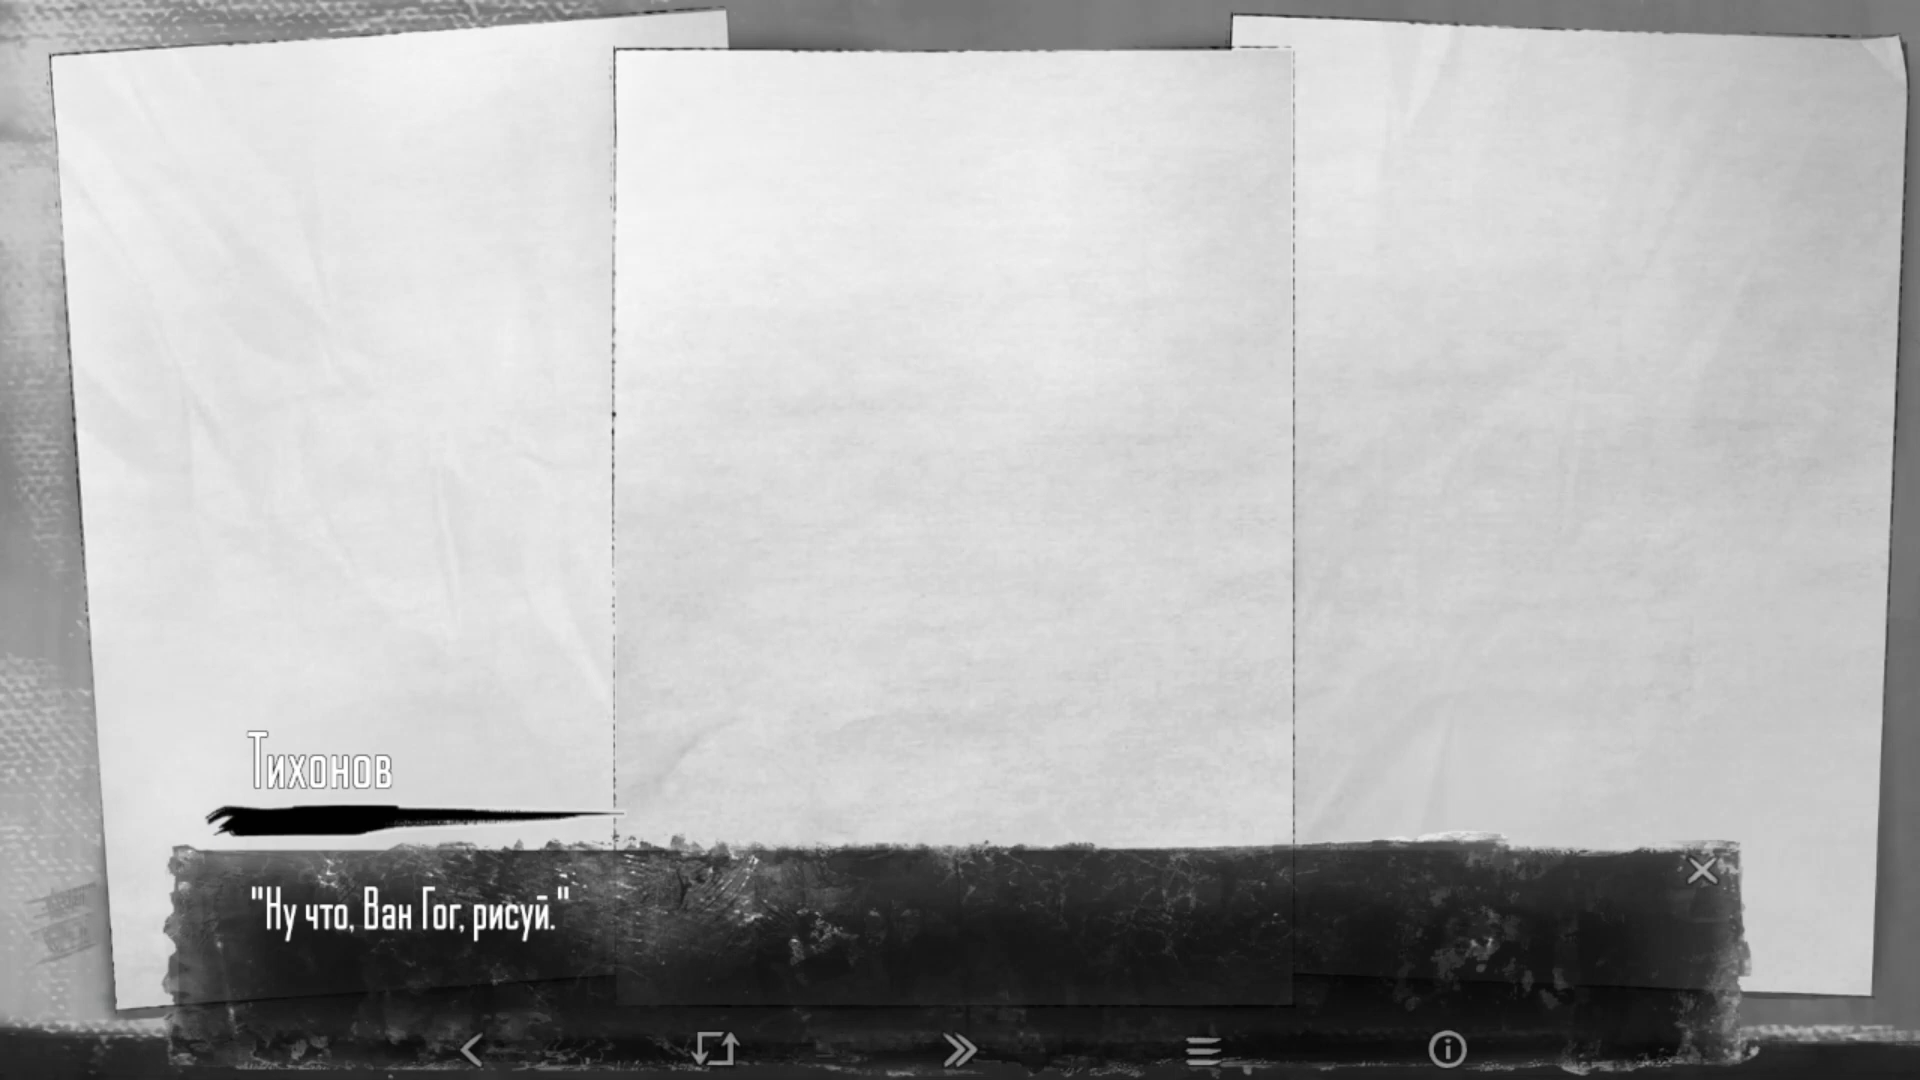 Тихонов
"Ну что, Ван Гог, рисуй."